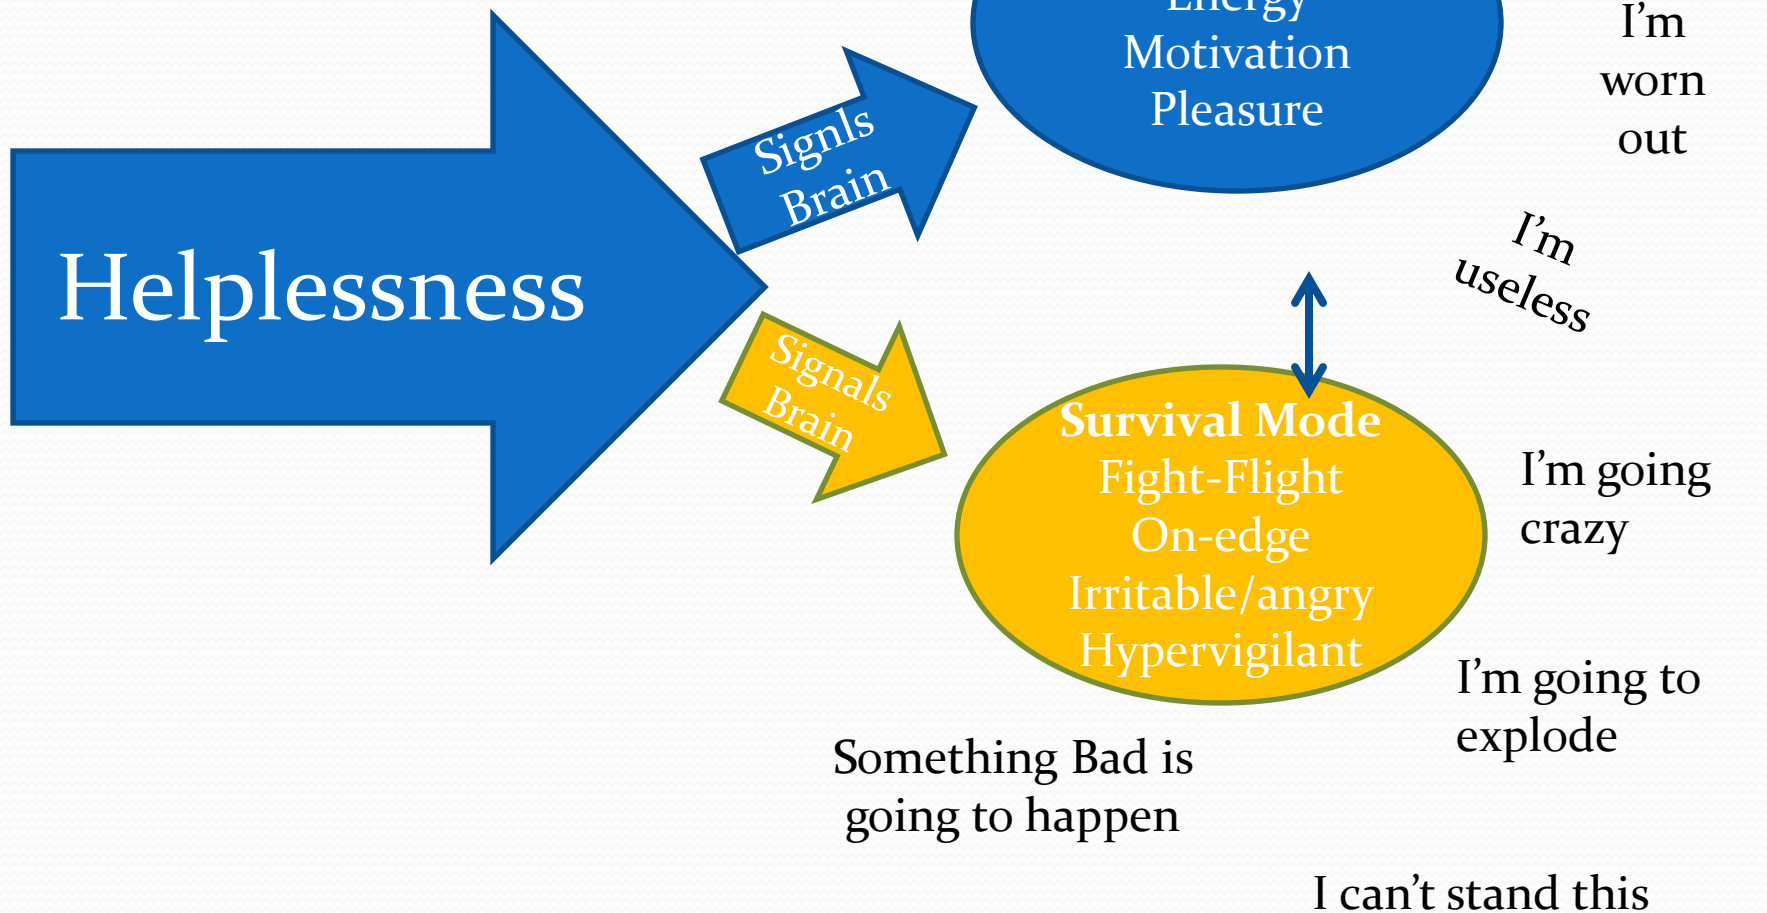 Energy
Motivation
Pleasure
I'm
worn
out
Signls
Brain
I'm
useless
Helplessness
Signals
Brain
Survival Mode
Fight-Flight
On-edge
Irritable/angry
Hypervigilant
I'm going
crazy
I'm going to
explode
Something Bad is
going to happen
I can't stand this